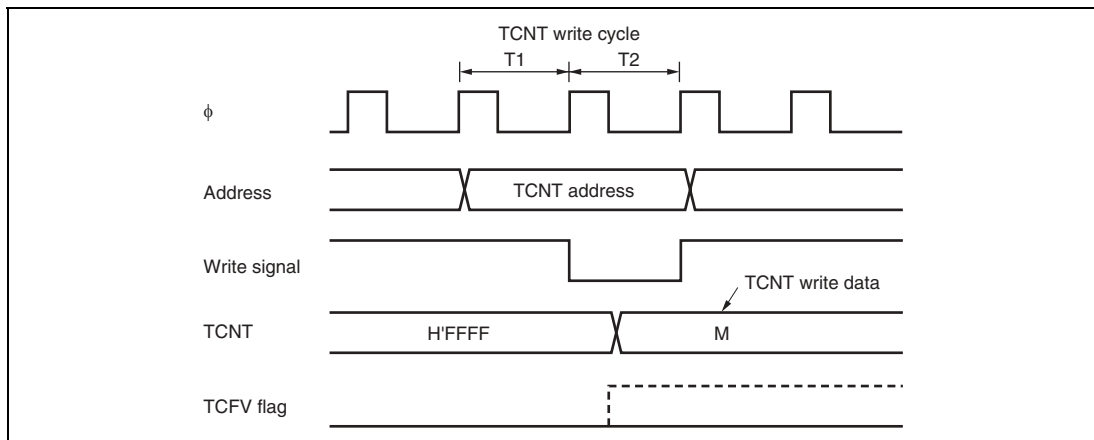 TCNT write cycle
T1 T2
ϕ
Address
TCNT address
Write signal
TCNT write data
TCNT
H'FFFF
M
TCFV flag